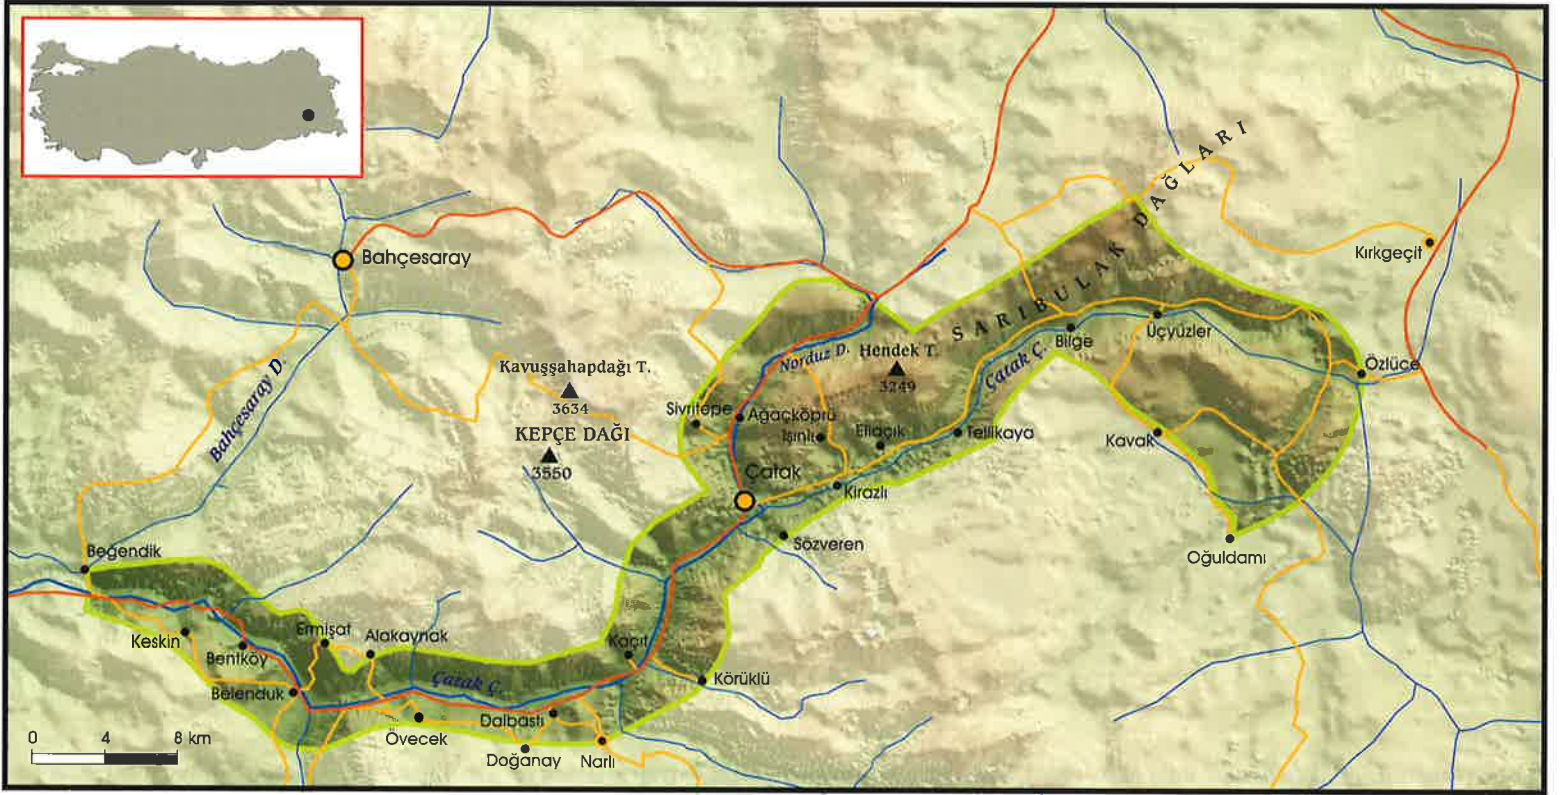 SARIBULAK DAĞLARI
Kırkgeçit
Bahçesaray
Bahçesaray D.
Norduz D.
Hendek T.
3249
Çatak Ç.
Bilge
Üçyüzler
Özlüce
Kavuşşahapdağı T.
3634
KEPÇE DAĞI
3550
Sivritepe
Ağaçköprü
Işınlı
Eliaçık
Tellikaya
Kavak
Çatak
Kirazlı
Sözveren
Oğuldamı
Beğendik
Keskin
Bentköy
Ermişat
Alakaynak
Kaçıt
Körüklü
Belenduk
Çatak Ç.
Dalbastı
Övecek
Doğanay
Narlı
0 4 8 km